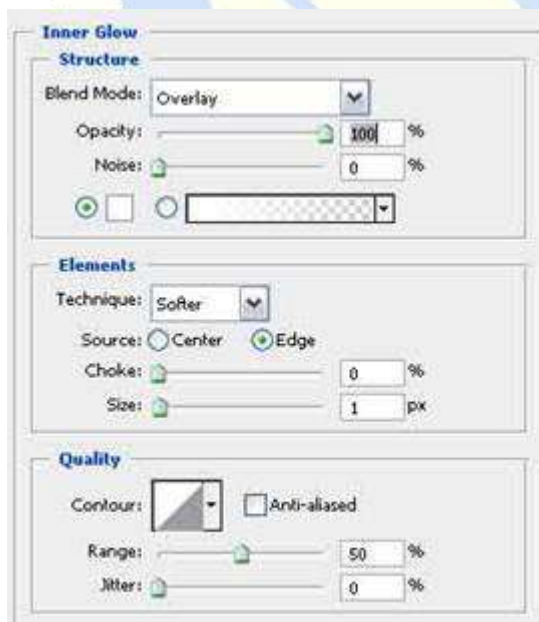 Inner Glow
Structure
Blend Mode: Overlay
Opacity: 100 %
Noise: 0 %
Elements
Technique: Softer
Source: Center Edge
Choke: 0 %
Size: 1 px
Quality
Contour: Anti-aliased
Range: 50 %
Jitter: 0 %